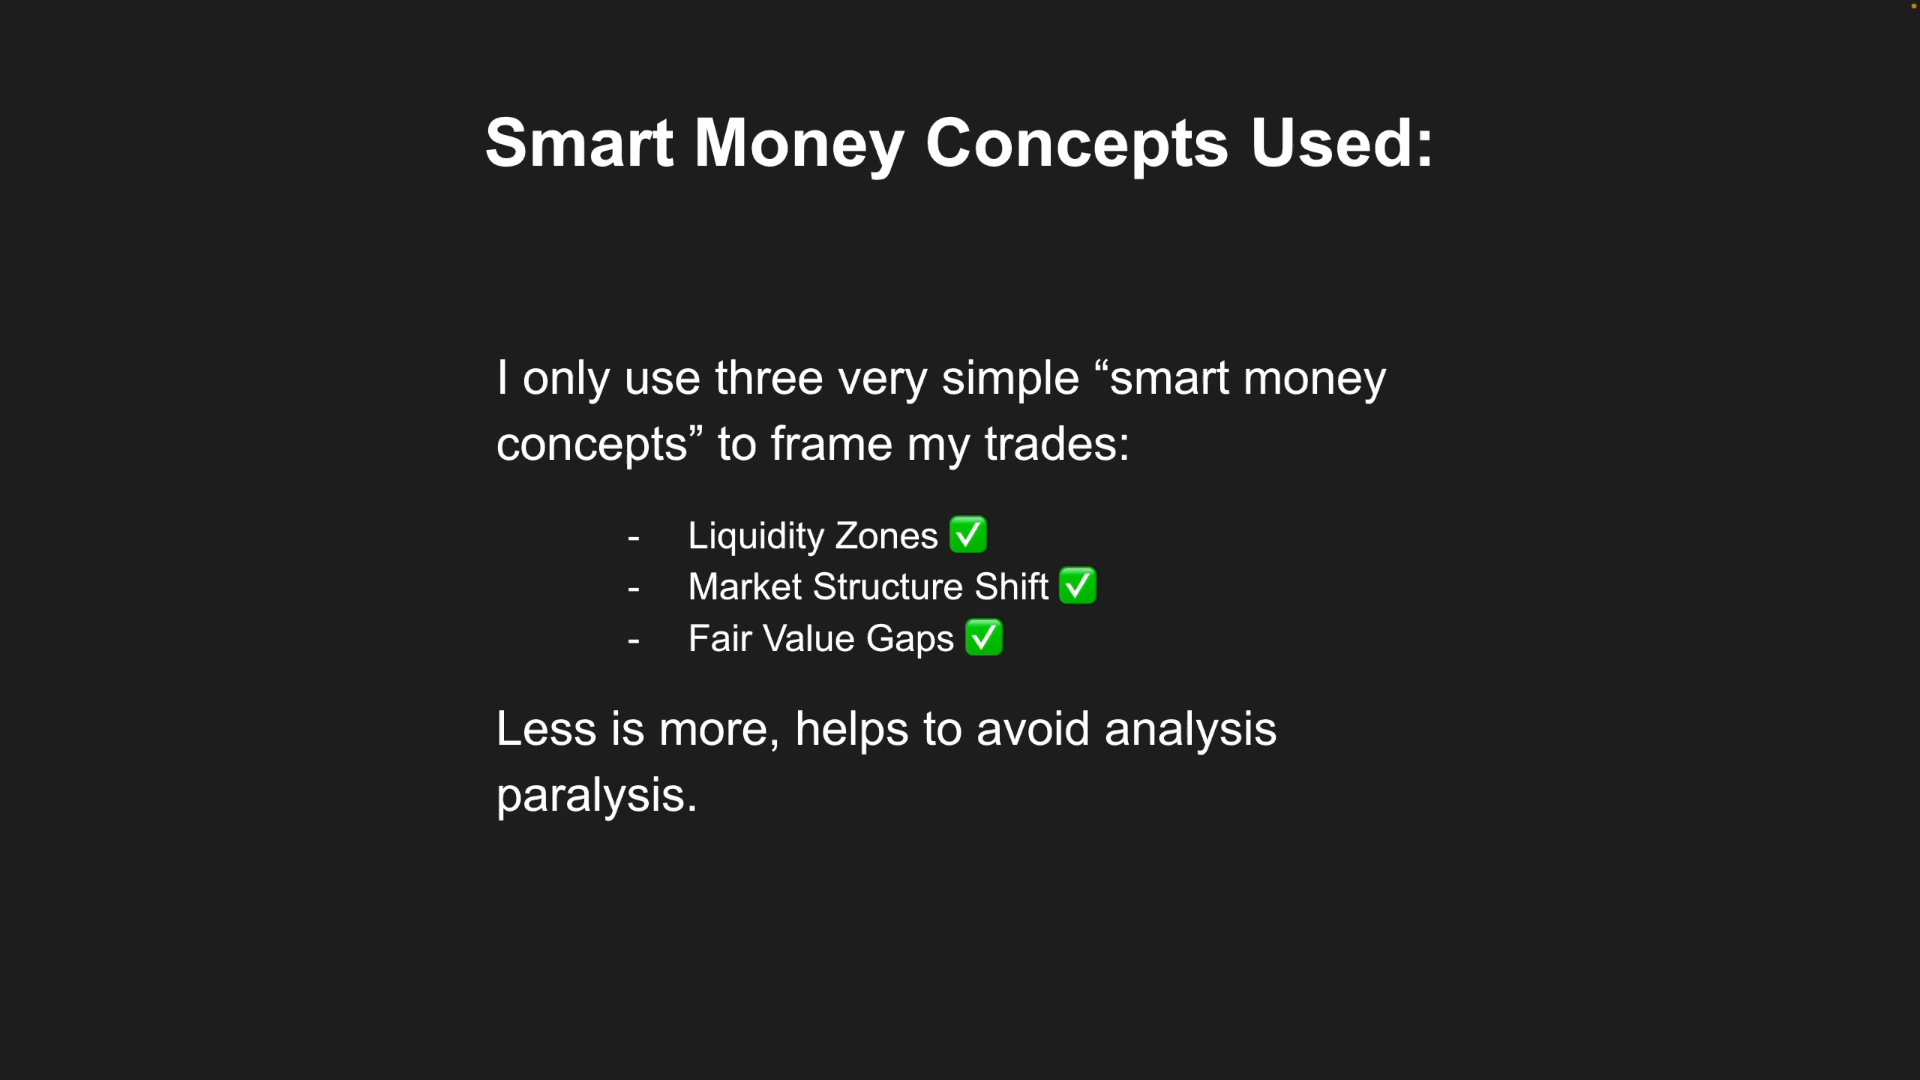 Smart Money Concepts Used:
I only use three very simple “smart money
concepts” to frame my trades:
- Liquidity Zones ✅
- Market Structure Shift ✅
- Fair Value Gaps ✅
Less is more, helps to avoid analysis
paralysis.